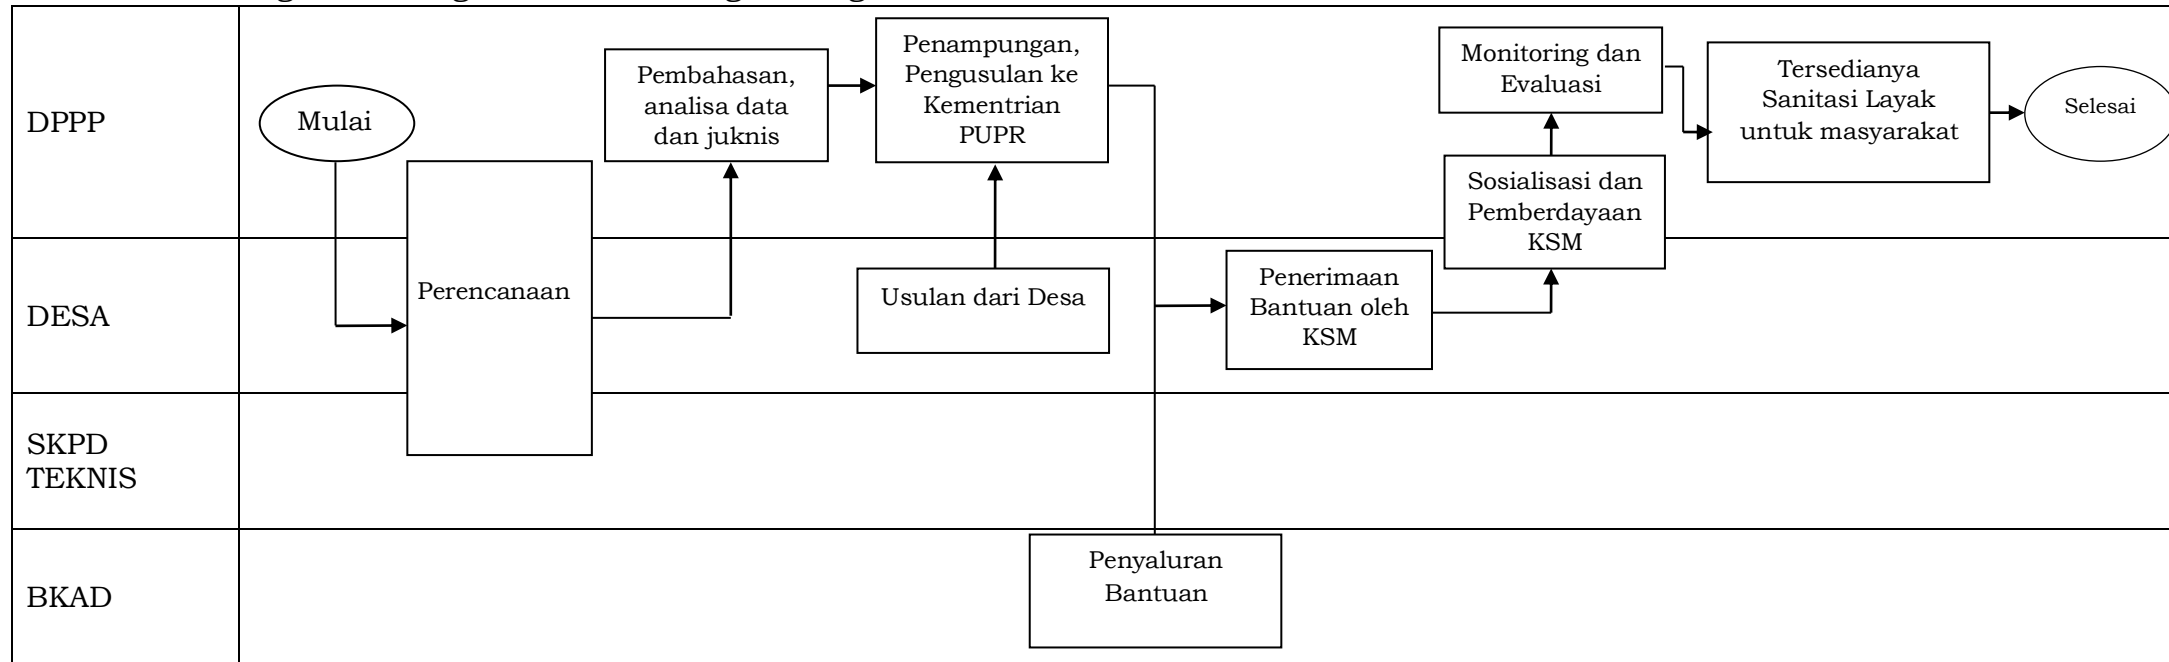 DPPP
Mulai
Pembahasan,
analisa data
dan juknis
Penampungan,
Pengusulan ke
Kementrian
PUPR
Monitoring dan
Evaluasi
Tersedianya
Sanitasi Layak
untuk masyarakat
Selesai
Sosialisasi dan
Pemberdayaan
KSM
DESA
Perencanaan
Usulan dari Desa
Penerimaan
Bantuan oleh
KSM
SKPD
TEKNIS
BKAD
Penyaluran
Bantuan